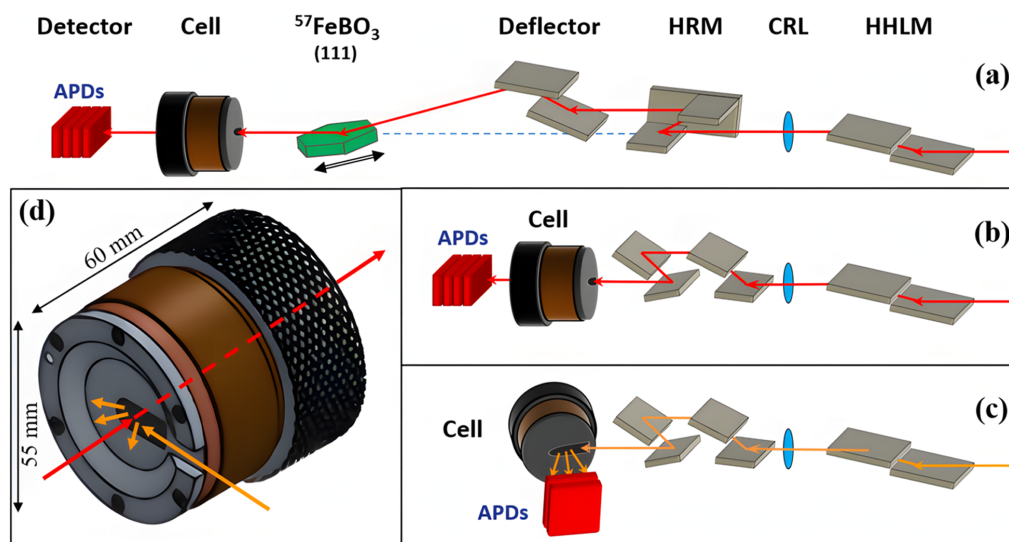 Detector Cell ⁵⁷FeBO₃ Deflector HRM CRL HHLM
(111)
APDs
(a)
(d)
60 mm
55 mm
Cell
(b)
APDs
(c)
Cell
APDs